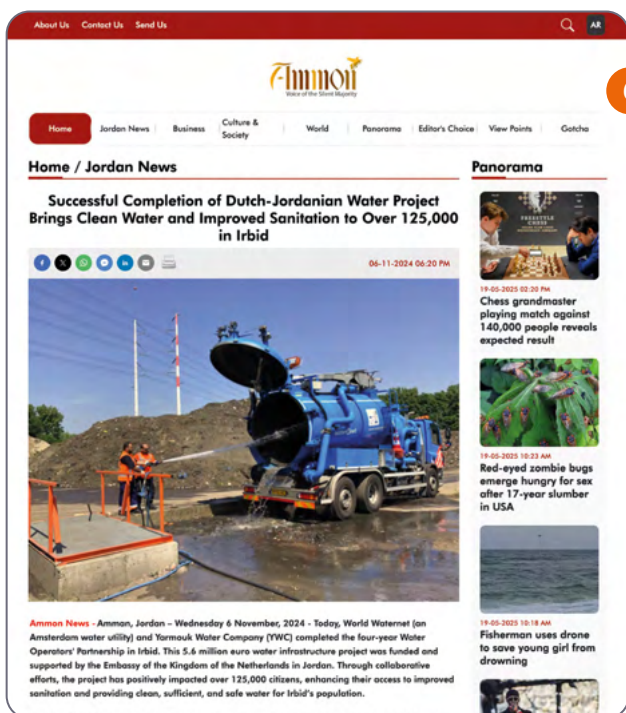 About Us Contact Us Send Us
AR
Ammon
Voice of the Silent Majority
Home Jordan News Business Culture & Society World Panorama Editor's Choice View Points Gotcha
Home / Jordan News
Successful Completion of Dutch-Jordanian Water Project
Brings Clean Water and Improved Sanitation to Over 125,000
in Irbid
06-11-2024 06:20 PM
Ammon News - Amman, Jordan – Wednesday 6 November, 2024 - Today, World Waternet (an
Amsterdam water utility) and Yarmouk Water Company (YWC) completed the four-year Water
Operators' Partnership in Irbid. This 5.6 million euro water infrastructure project was funded and
supported by the Embassy of the Kingdom of the Netherlands in Jordan. Through collaborative
efforts, the project has positively impacted over 125,000 citizens, enhancing their access to improved
sanitation and providing clean, sufficient, and safe water for Irbid's population.
Panorama
FREESTYLE
CHESS
19-05-2025 02:20 PM
Chess grandmaster
playing match against
140,000 people reveals
expected result
19-05-2025 10:23 AM
Red-eyed zombie bugs
emerge hungry for sex
after 17-year slumber
in USA
19-05-2025 10:18 AM
Fisherman uses drone
to save young girl from
drowning